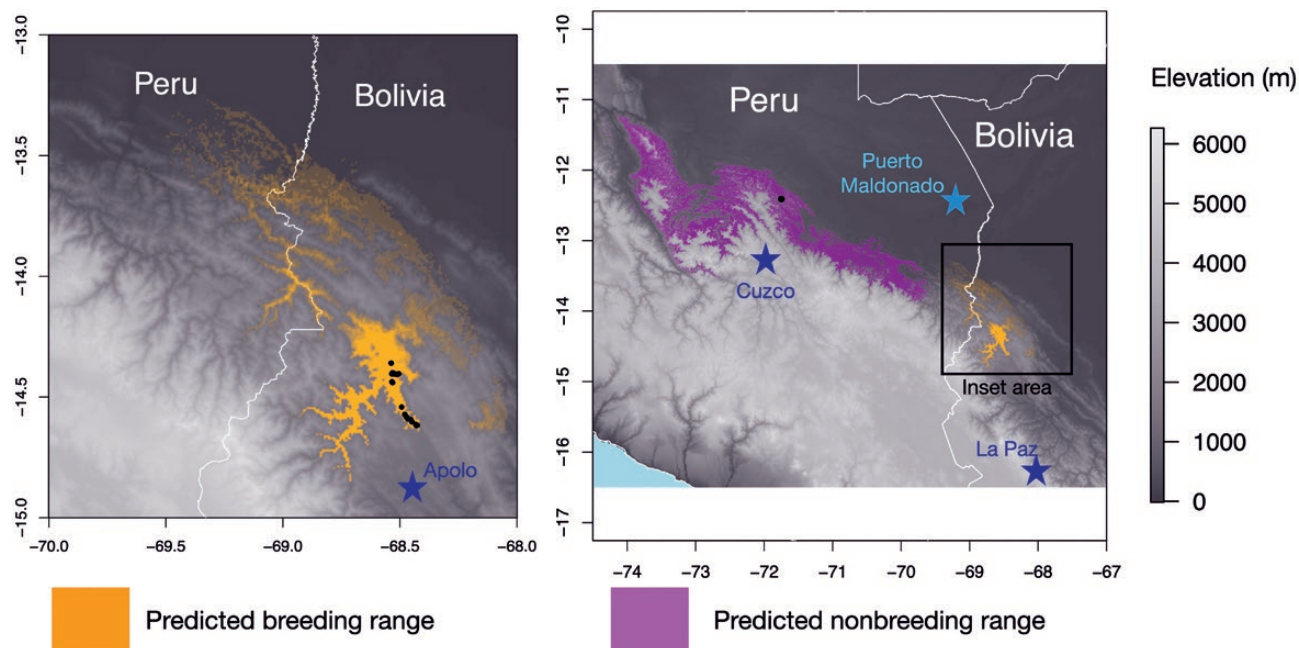 Peru
Bolivia
Apolo
−13.0
−13.5
−14.0
−14.5
−15.0
−70.0
−69.5
−69.0
−68.5
−68.0
Peru
Bolivia
Puerto
Maldonado
Cuzco
Inset area
La Paz
−10
−11
−12
−13
−14
−15
−16
−17
−74
−73
−72
−71
−70
−69
−68
−67
Elevation (m)
6000
5000
4000
3000
2000
1000
0
Predicted breeding range
Predicted nonbreeding range